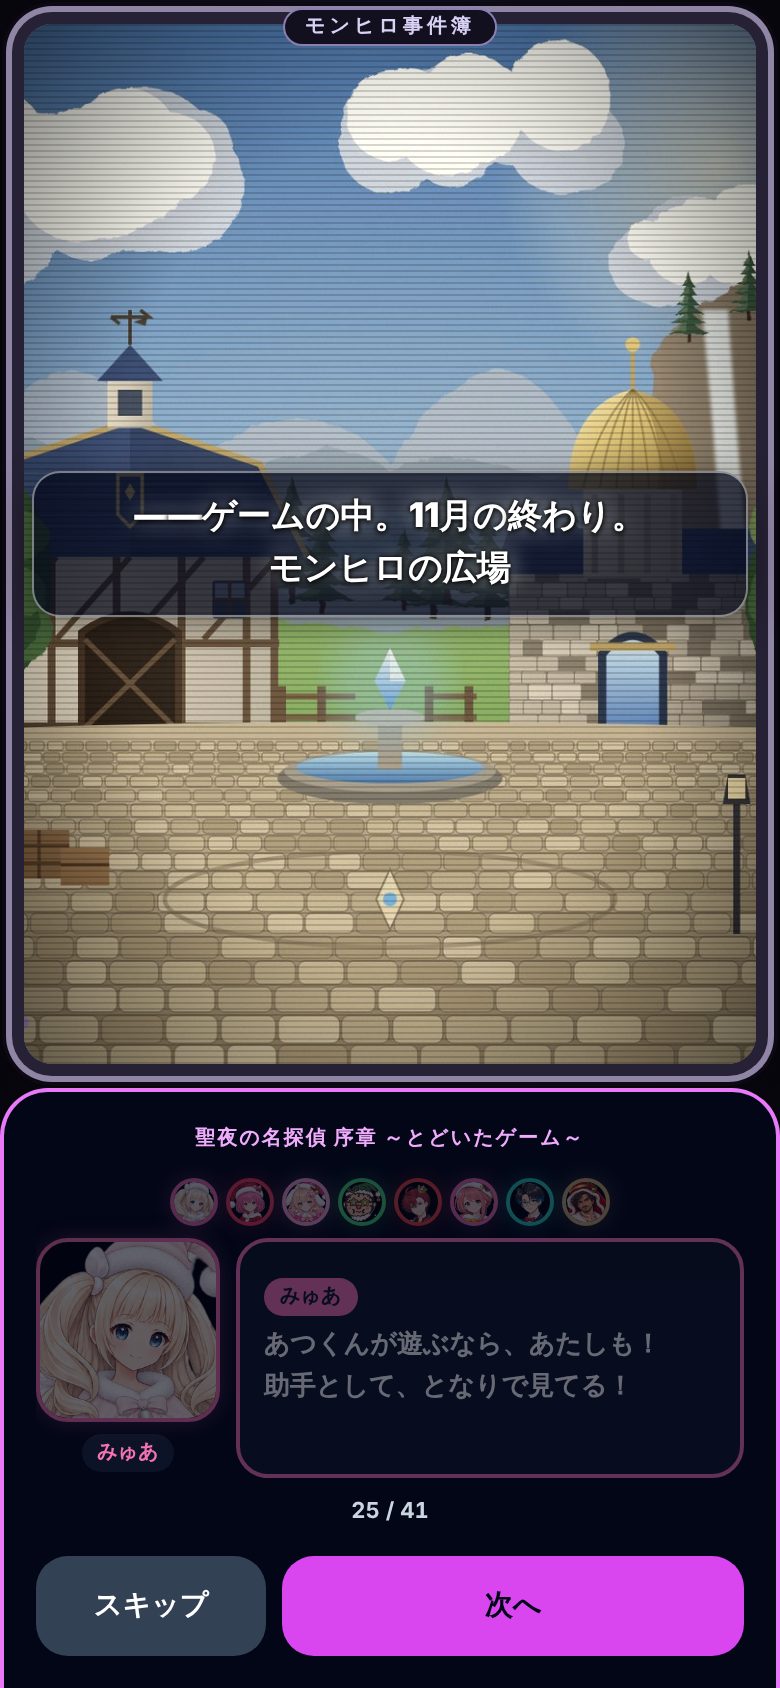 モンヒロ事件簿
――ゲームの中。11月の終わり。
モンヒロの広場
聖夜の名探偵 序章 ～とどいたゲーム～
みゅあ
あつくんが遊ぶなら、あたしも！
助手として、となりで見てる！
みゅあ
25 / 41
スキップ
次へ